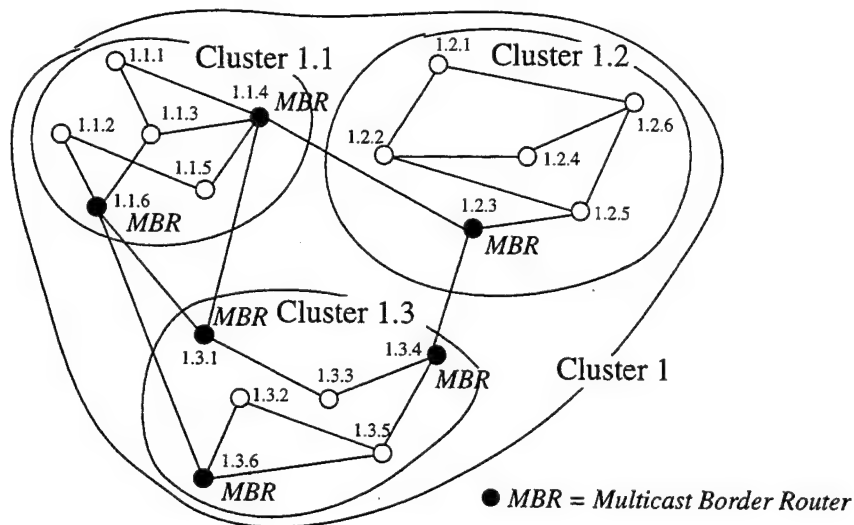 Cluster 1.1
1.1.1
1.1.4
MBR
1.1.3
1.1.2
1.1.5
1.1.6
MBR
Cluster 1.2
1.2.1
1.2.6
1.2.2
1.2.4
1.2.3
1.2.5
MBR
MBR
Cluster 1.3
1.3.1
1.3.4
MBR
1.3.3
1.3.2
1.3.5
1.3.6
MBR
Cluster 1
MBR = Multicast Border Router